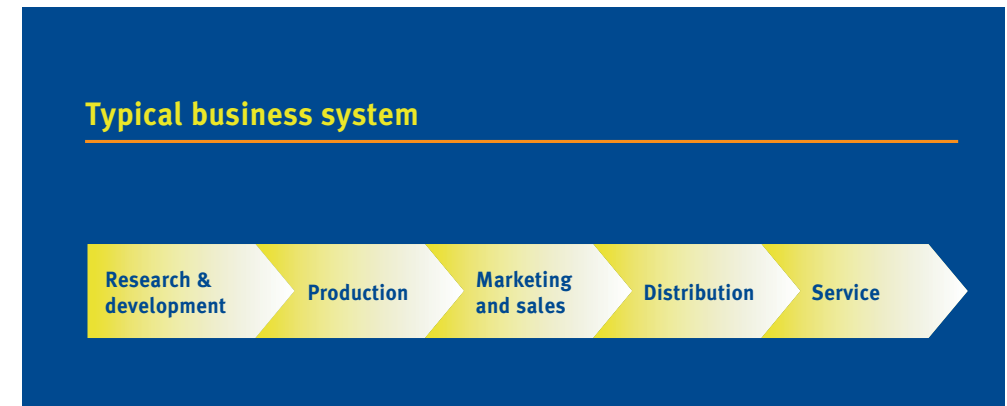 Typical business system
Research &
development
Production
Marketing
and sales
Distribution
Service